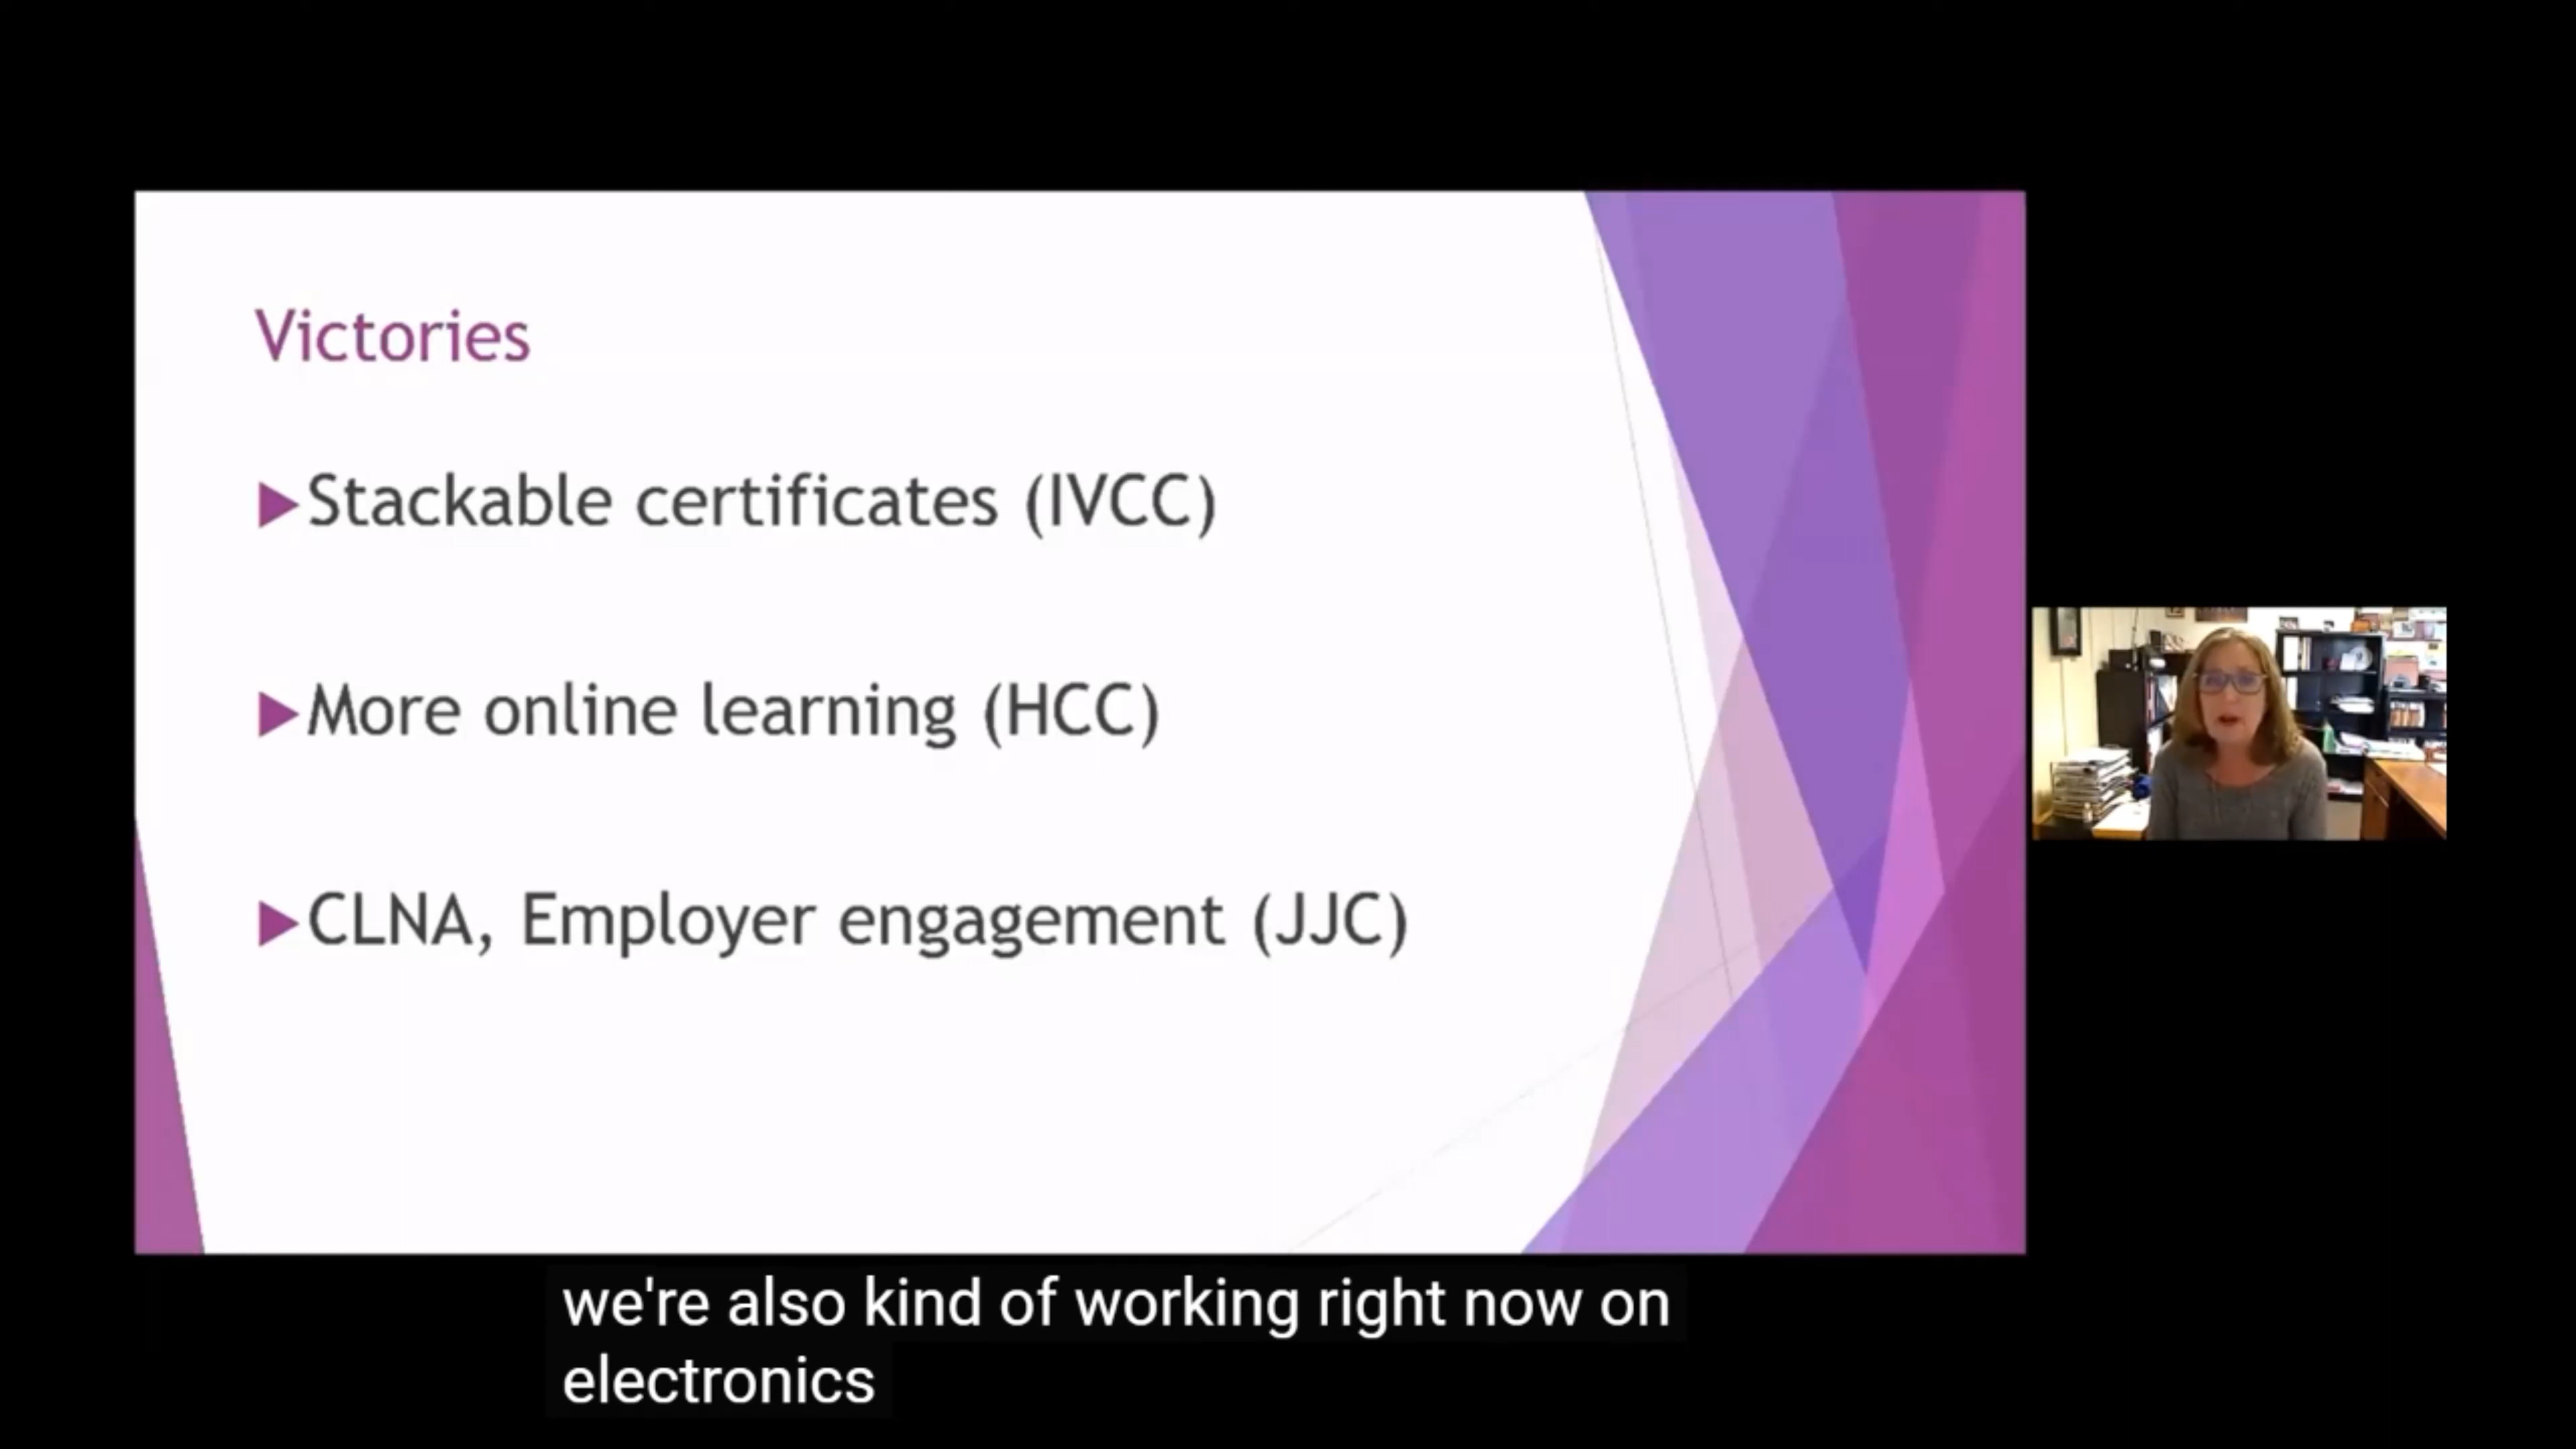 Victories
Stackable certificates (IVCC)
More online learning (HCC)
CLNA, Employer engagement (JJC)
we're also kind of working right now on
electronics